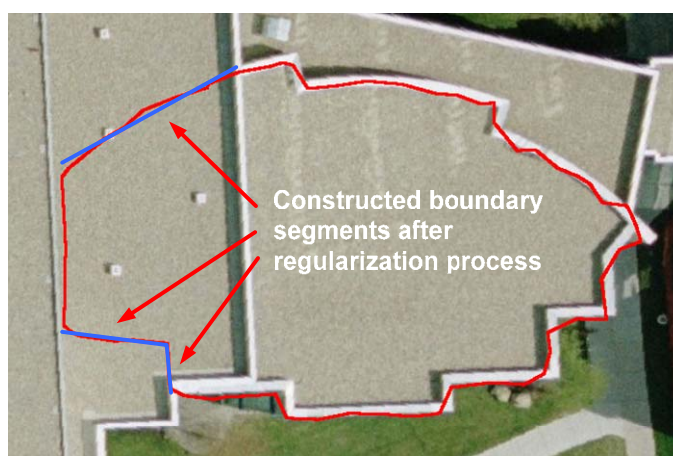 Constructed boundary
segments after
regularization process